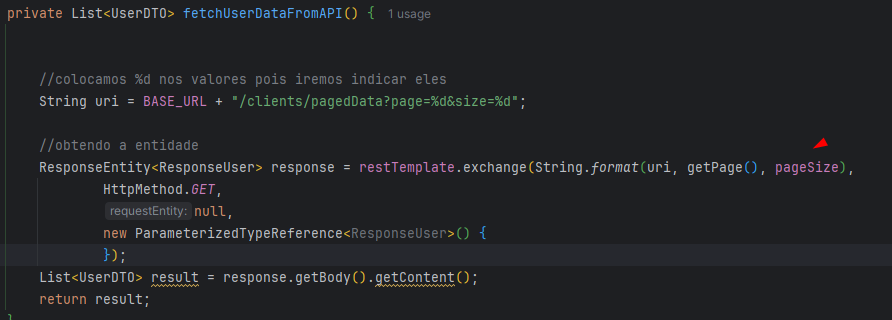 private List<UserDTO> fetchUserDataFromAPI() { 1 usage
//colocamos %d nos valores pois iremos indicar eles
String uri = BASE_URL + "/clients/pagedData?page=%d&size=%d";
//obtendo a entidade
ResponseEntity<ResponseUser> response = restTemplate.exchange(String.format(uri, getPage(), pageSize),
HttpMethod.GET,
requestEntity: null,
new ParameterizedTypeReference<ResponseUser>() {
});
List<UserDTO> result = response.getBody().getContent();
return result;
}